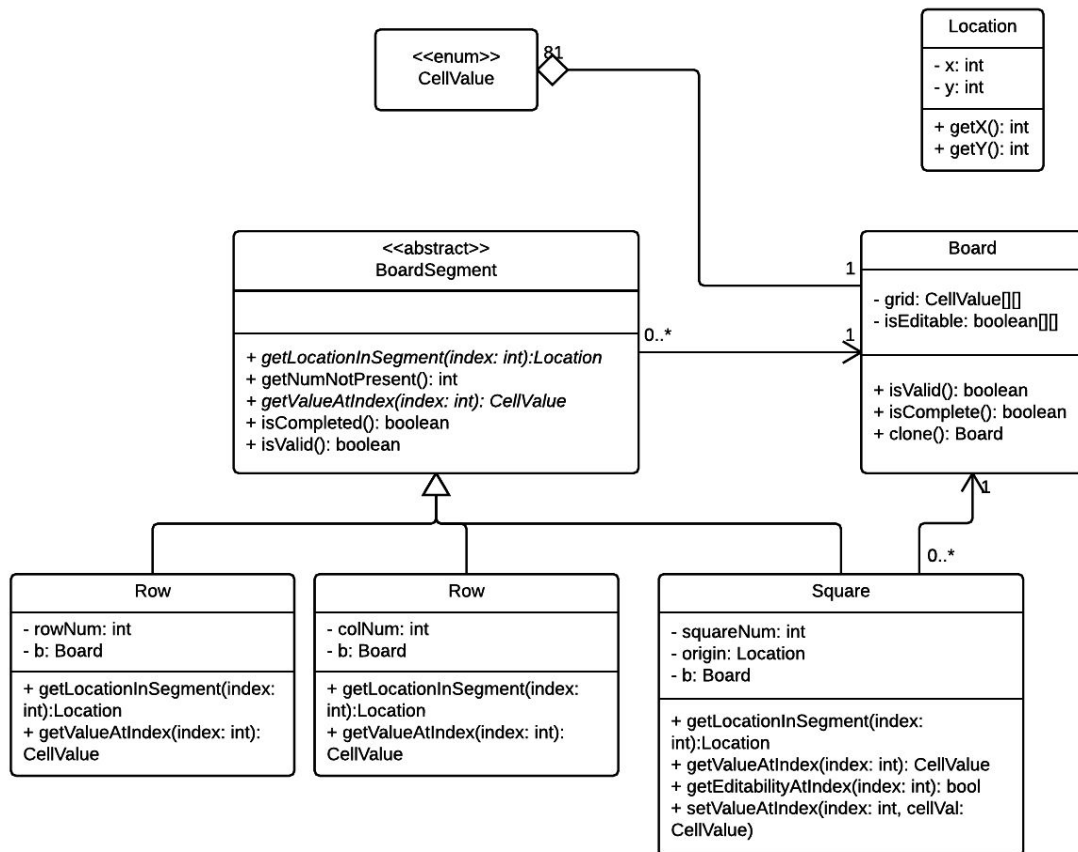 <<enum>>
CellValue
81
Location
- x: int
- y: int
+ getX(): int
+ getY(): int
<<abstract>>
BoardSegment
+ getLocationInSegment(index: int):Location
+ getNumNotPresent(): int
+ getValueAtIndex(index: int): CellValue
+ isCompleted(): boolean
+ isValid(): boolean
0..*
1
1
Board
- grid: CellValue[][]
- isEditable: boolean[][]
+ isValid(): boolean
+ isComplete(): boolean
+ clone(): Board
1
0..*
Row
- rowNum: int
- b: Board
+ getLocationInSegment(index:
int):Location
+ getValueAtIndex(index: int):
CellValue
Row
- colNum: int
- b: Board
+ getLocationInSegment(index:
int):Location
+ getValueAtIndex(index: int):
CellValue
Square
- squareNum: int
- origin: Location
- b: Board
+ getLocationInSegment(index:
int):Location
+ getValueAtIndex(index: int): CellValue
+ getEditabilityAtIndex(index: int): bool
+ setValueAtIndex(index: int, cellVal:
CellValue)